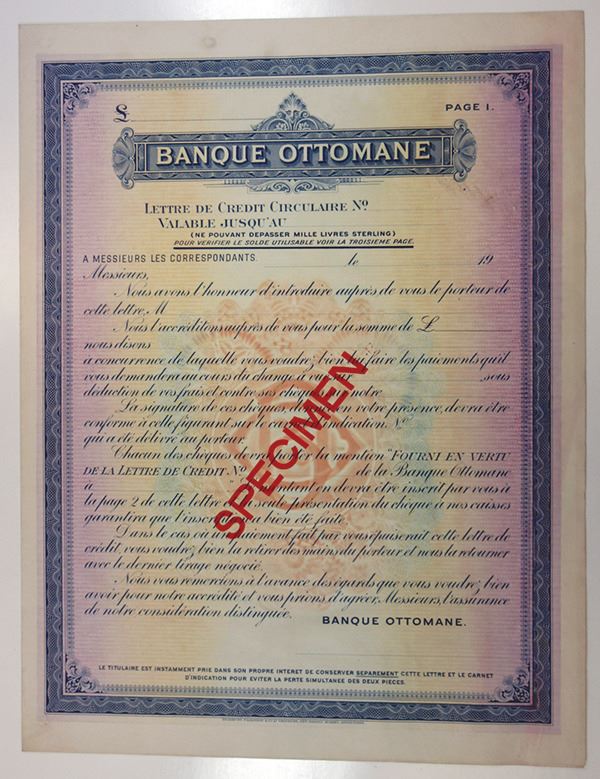 £
PAGE 1.
BANQUE OTTOMANE
LETTRE DE CREDIT CIRCULAIRE Nº
VALABLE JUSQU'AU
(NE POUVANT DEPASSER MILLE LIVRES STERLING)
POUR VERIFIER LE SOLDE UTILISABLE VOIR LA TROISIEME PAGE.
A MESSIEURS LES CORRESPONDANTS. le 19
Messieurs,
Nous avons l'honneur d'introduire auprès de vous le porteur de
cette lettre, M
Nous l'accréditons auprès de vous pour la somme de £
nous disons
a concurrence de laquelle vous voudrez bien lui faire les paiements qu'il
vous demandera au cours du change à vue sur ,sous
déduction de vos frais et contre ses chèques notre
La signature de ces chèques, en votre présence, devra être
conforme à celle figurant sur le carnet d'indication Nº
qui a été délivré au porteur.
Chacun des chèques devra porter la mention "FOURNI EN VERTU
DE LA LETTRE DE CREDIT Nº de la Banque Ottomane
a " montant en devra être inscrit par vous à
la page 2 de cette lettre la seule présentation du chèque à nos caisses
garantira que l'inscription a bien été faite.
Dans le cas où un paiement fait par vous épuiserait cette lettre de
crédit, vous voudrez bien la retirer des mains du porteur et nous la retourner
avec le dernier tirage négocié.
Nous vous remercions à l'avance des égards que vous voudrez bien
avoir pour notre accrédité et vous prions d'agréer, Messieurs, l'assurance
de notre considération distinguée.
BANQUE OTTOMANE.
SPECIMEN
LE TITULAIRE EST INSTAMMENT PRIE DANS SON PROPRE INTERET DE CONSERVER SEPAREMENT CETTE LETTRE ET LE CARNET
D'INDICATION POUR EVITER LA PERTE SIMULTANEE DES DEUX PIECES.